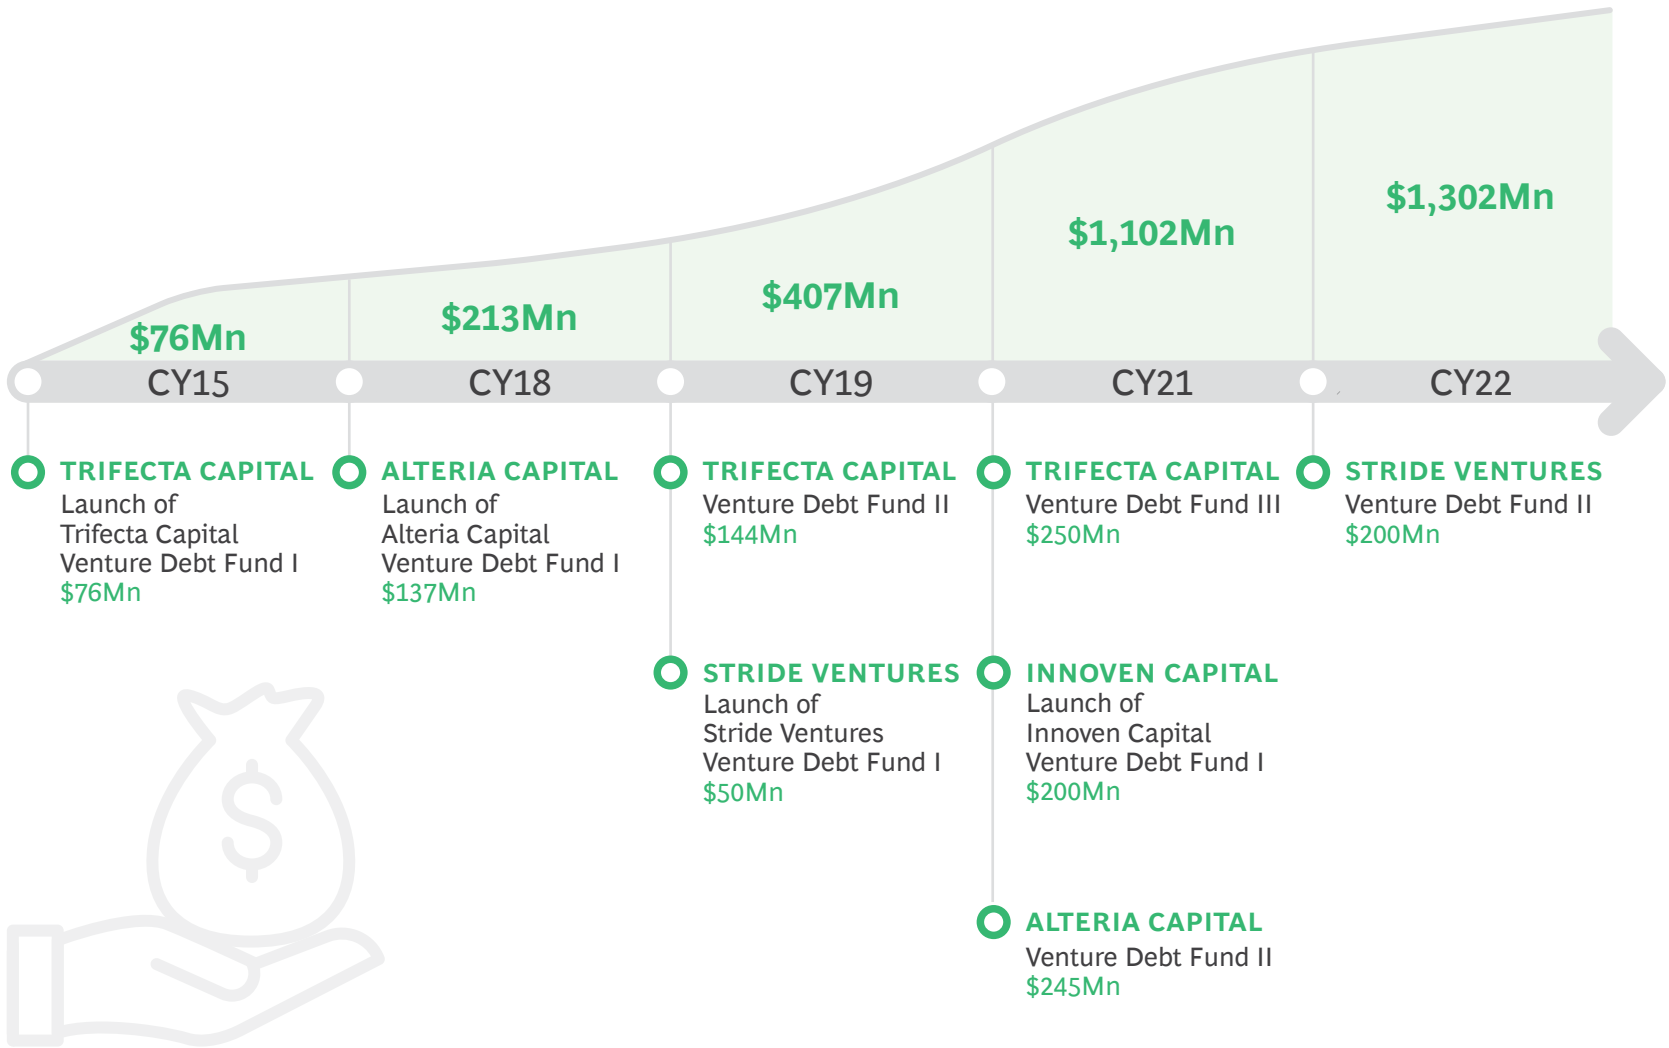 $76Mn
$213Mn
$407Mn
$1,102Mn
$1,302Mn
CY15
CY18
CY19
CY21
CY22
TRIFECTA CAPITAL
Launch of
Trifecta Capital
Venture Debt Fund I
$76Mn
ALTERIA CAPITAL
Launch of
Alteria Capital
Venture Debt Fund I
$137Mn
TRIFECTA CAPITAL
Venture Debt Fund II
$144Mn
STRIDE VENTURES
Launch of
Stride Ventures
Venture Debt Fund I
$50Mn
TRIFECTA CAPITAL
Venture Debt Fund III
$250Mn
INNOVEN CAPITAL
Launch of
Innoven Capital
Venture Debt Fund I
$200Mn
ALTERIA CAPITAL
Venture Debt Fund II
$245Mn
STRIDE VENTURES
Venture Debt Fund II
$200Mn
$